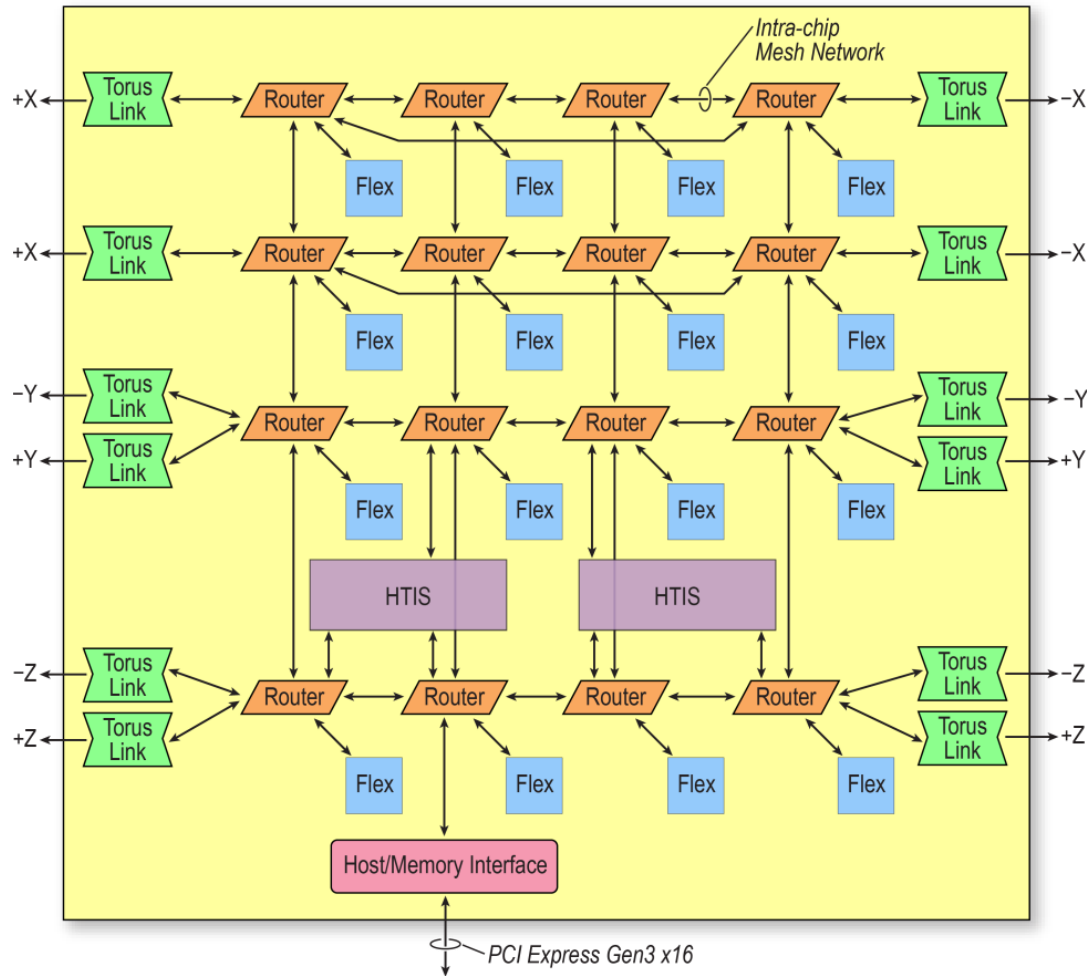 Intra-chip
Mesh Network
+X
Torus
Link
Router
Router
Router
Router
Torus
Link
−X
Flex
Flex
Flex
Flex
+X
Torus
Link
Router
Router
Router
Router
Torus
Link
−X
Flex
Flex
Flex
Flex
−Y
Torus
Link
Torus
Link
−Y
Router
Router
Router
Router
+Y
Torus
Link
Torus
Link
+Y
Flex
Flex
Flex
Flex
HTIS
HTIS
−Z
Torus
Link
Torus
Link
−Z
Router
Router
Router
Router
+Z
Torus
Link
Torus
Link
+Z
Flex
Flex
Flex
Flex
Host/Memory Interface
PCI Express Gen3 x16